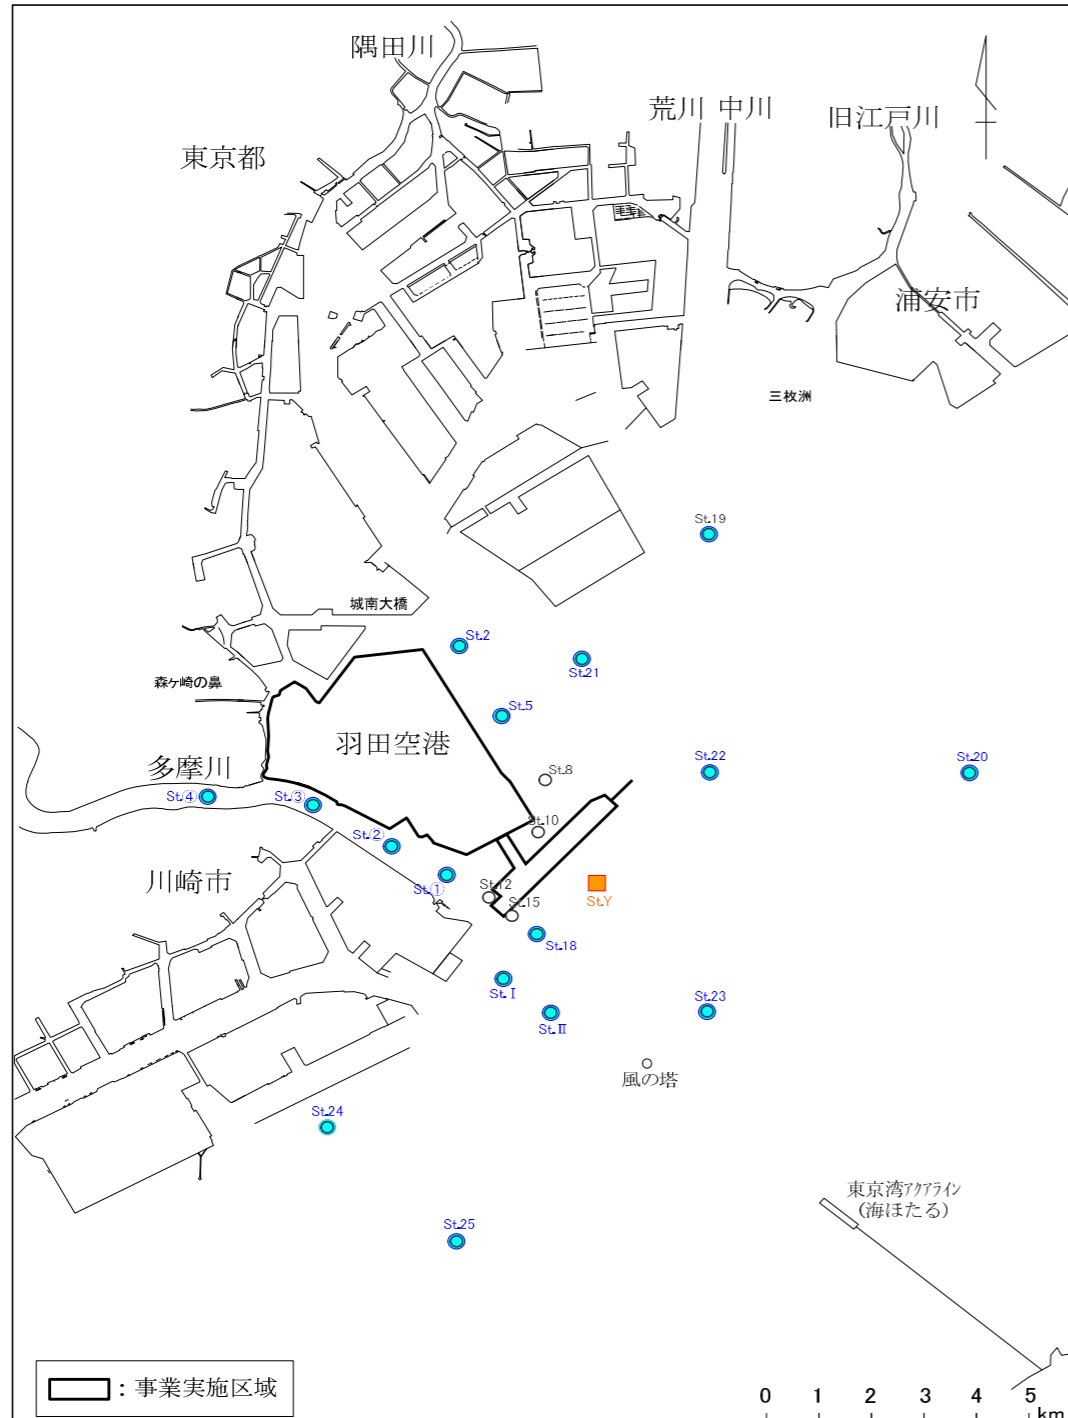 隅田川
荒川 中川
旧江戸川
東京都
浦安市
三枚洲
St.19
城南大橋
St.2
St.21
森ヶ崎の鼻
St.5
羽田空港
St.22
St.20
多摩川
St.8
St.④
St.③
St.10
St.②
川崎市
St.①
St.12
St.Y
St.15
St.18
St.Ⅰ
St.23
St.Ⅱ
風の塔
St.24
東京湾アクアライン
(海ほたる)
St.25
：事業実施区域
0 1 2 3 4 5
km